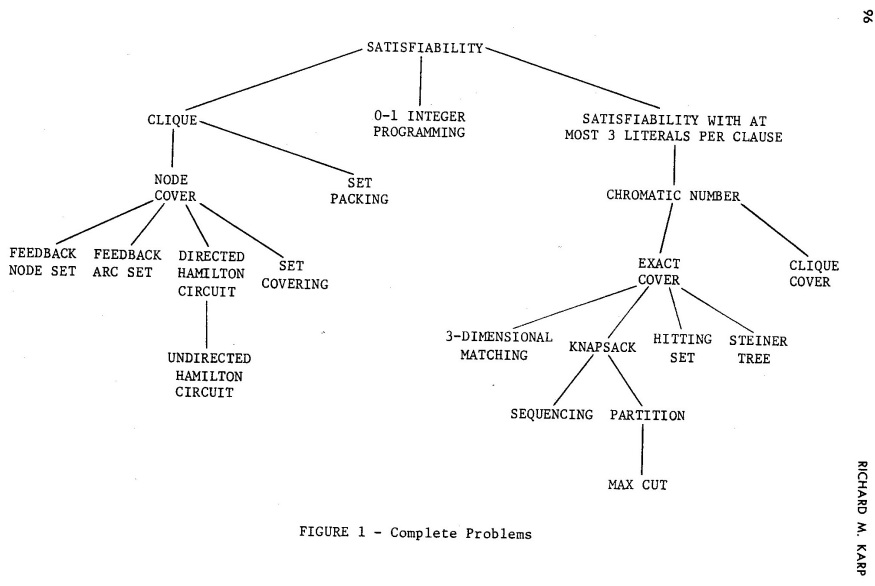 96
SATISFIABILITY
CLIQUE
0-1 INTEGER
PROGRAMMING
SATISFIABILITY WITH AT
MOST 3 LITERALS PER CLAUSE
NODE
COVER
SET
PACKING
CHROMATIC NUMBER
FEEDBACK
NODE SET
FEEDBACK
ARC SET
DIRECTED
HAMILTON
CIRCUIT
SET
COVERING
EXACT
COVER
CLIQUE
COVER
UNDIRECTED
HAMILTON
CIRCUIT
3-DIMENSIONAL
MATCHING
KNAPSACK
HITTING
SET
STEINER
TREE
SEQUENCING
PARTITION
MAX CUT
FIGURE 1 - Complete Problems
RICHARD M. KARP